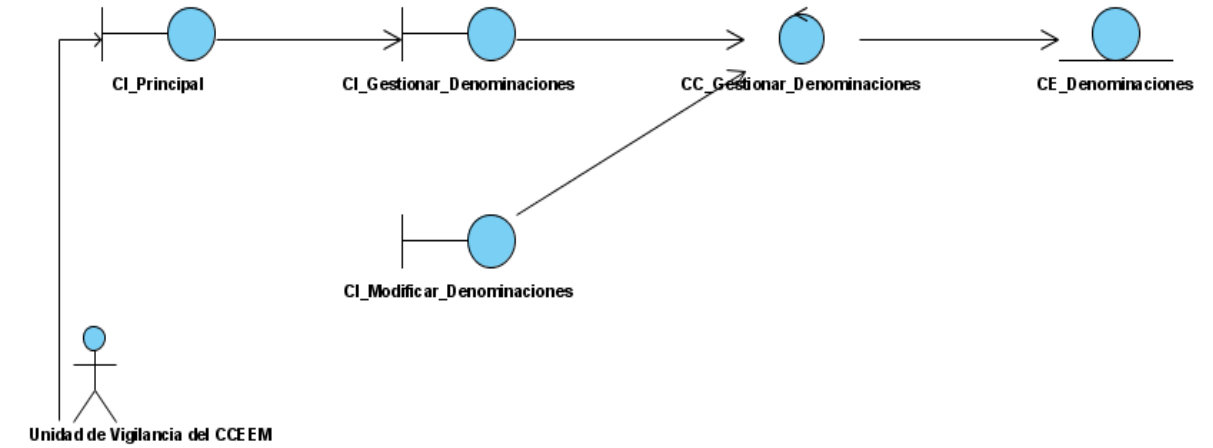 CI_Principal
CI_Gestionar_Denominaciones
CC_Gestionar_Denominaciones
CE_Denominaciones
CI_Modificar_Denominaciones
Unidad de Vigilancia del CCEEM